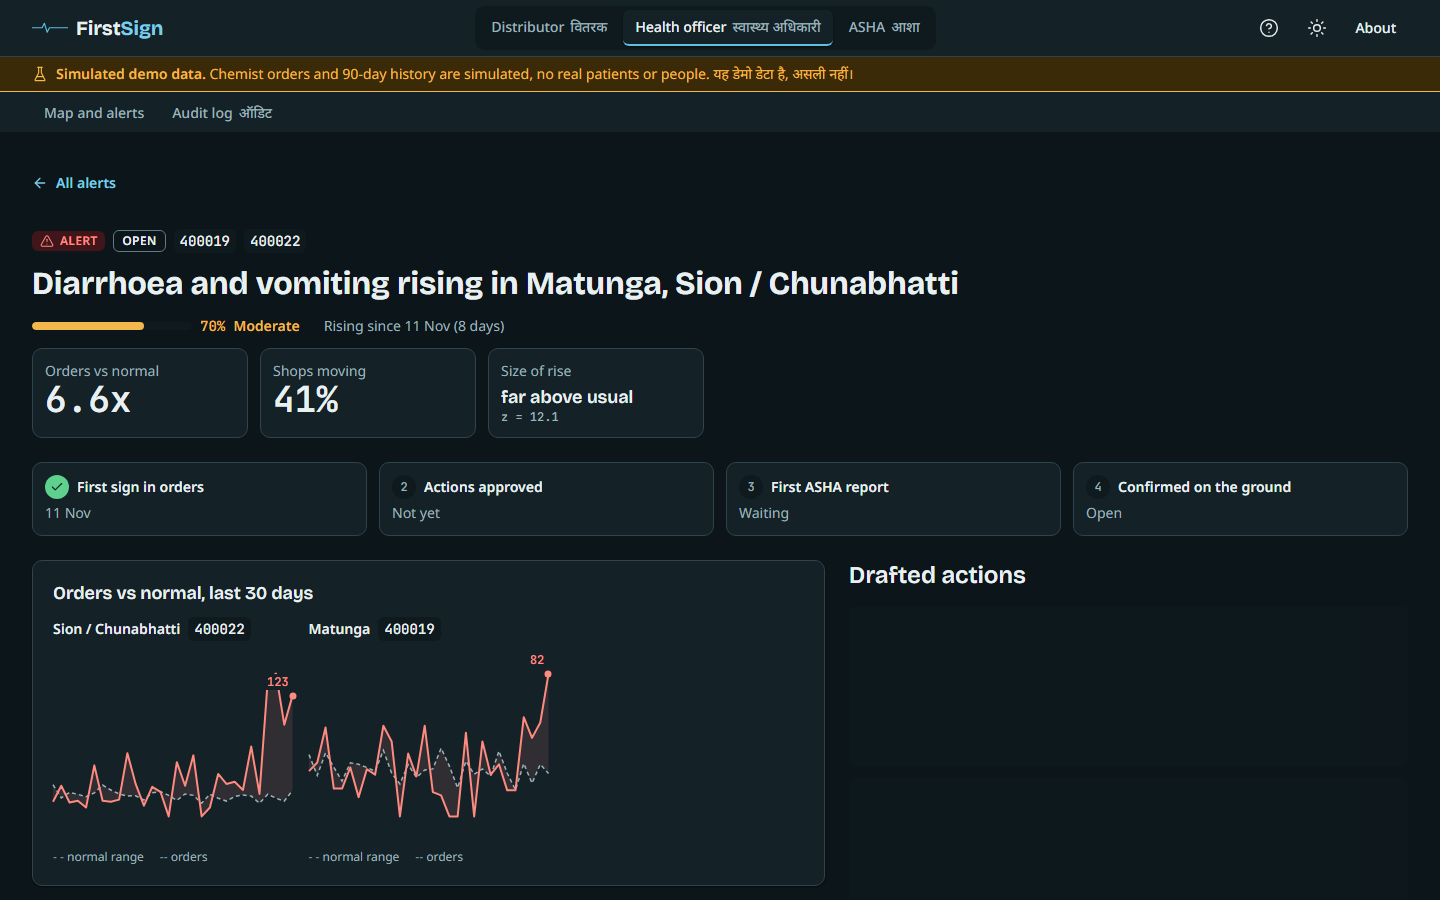 FirstSign
Distributor वितरक
Health officer स्वास्थ्य अधिकारी
ASHA आशा
About
Simulated demo data. Chemist orders and 90-day history are simulated, no real patients or people. यह डेमो डेटा है, असली नहीं।
Map and alerts
Audit log ऑडिट
All alerts
ALERT OPEN 400019 400022
Diarrhoea and vomiting rising in Matunga, Sion / Chunabhatti
70% Moderate Rising since 11 Nov (8 days)
Orders vs normal
6.6x
Shops moving
41%
Size of rise
far above usual
z = 12.1
First sign in orders
11 Nov
2 Actions approved
Not yet
3 First ASHA report
Waiting
4 Confirmed on the ground
Open
Orders vs normal, last 30 days
Sion / Chunabhatti 400022
123
- - normal range -- orders
Matunga 400019
82
- - normal range -- orders
Drafted actions